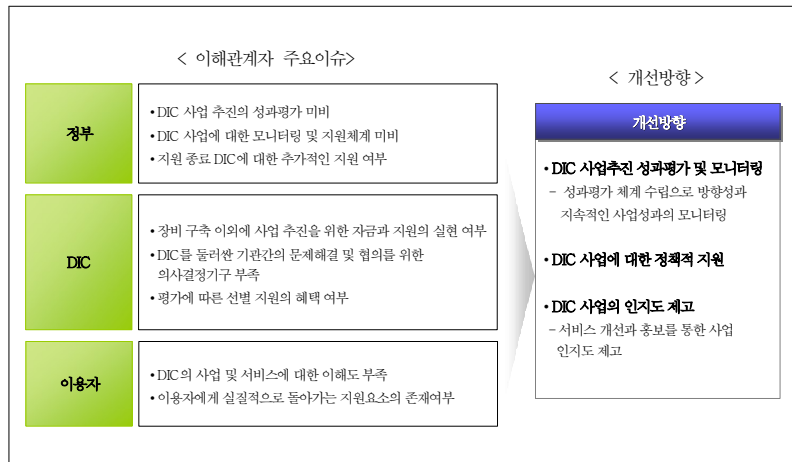 < 이해관계자 주요이슈>
정부
•DIC 사업 추진의 성과평가 미비
•DIC 사업에 대한 모니터링 및 지원체계 미비
•지원 종료 DIC에 대한 추가적인 지원 여부
DIC
•장비 구축 이외에 사업 추진을 위한 자금과 지원의 실현 여부
•DIC를 둘러싼 기관간의 문제해결 및 협의를 위한
의사결정기구 부족
•평가에 따른 선별 지원의 혜택 여부
이용자
•DIC의 사업 및 서비스에 대한 이해도 부족
•이용자에게 실질적으로 돌아가는 지원요소의 존재여부
< 개선방향 >
개선방향
•DIC 사업추진 성과평가 및 모니터링
- 성과평가 체계 수립으로 방향성과
지속적인 사업성과의 모니터링
•DIC 사업에 대한 정책적 지원
•DIC 사업의 인지도 제고
-서비스 개선과 홍보를 통한 사업
인지도 제고